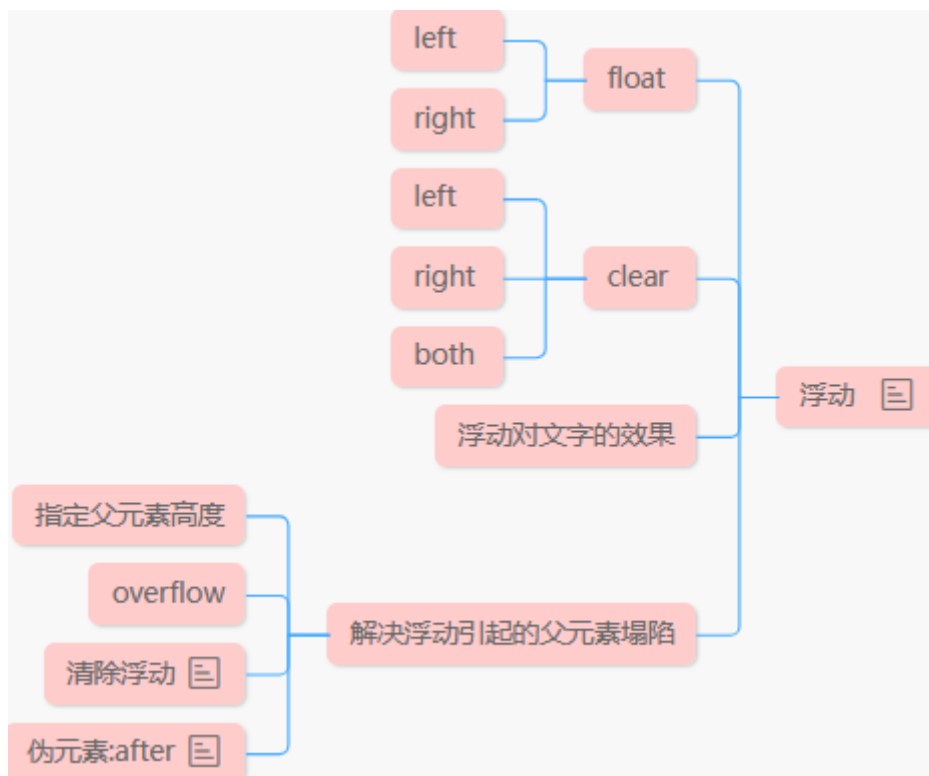 left
float
right
left
right
clear
both
浮动
浮动对文字的效果
指定父元素高度
overflow
解决浮动引起的父元素塌陷
清除浮动
伪元素:after